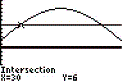 Intersection
X=30 Y=6